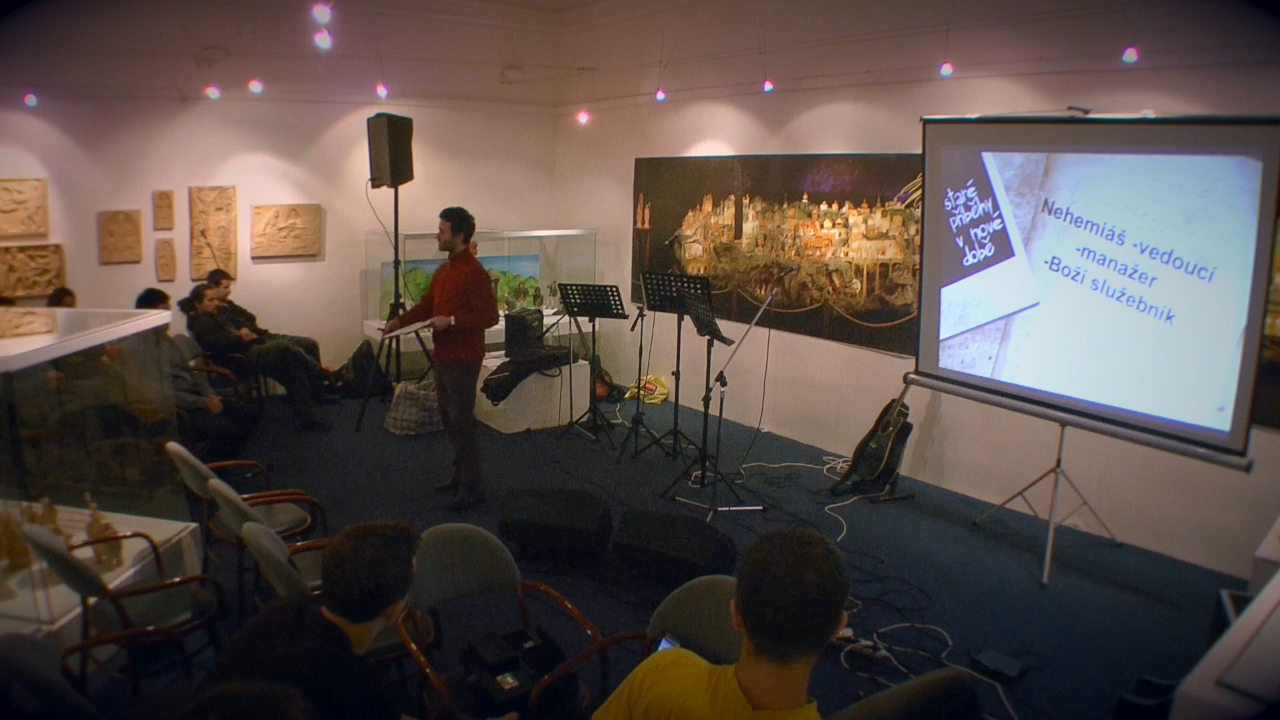 staré
příběhy
v nové
době
Nehemiáš -vedoucí
-manažer
-Boží služebník